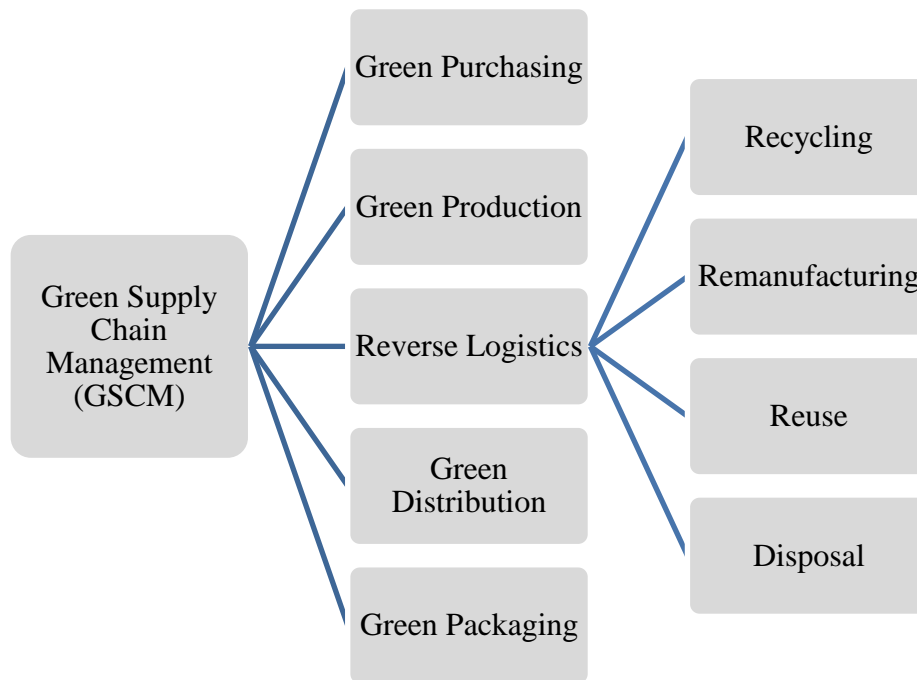 Green Supply
Chain
Management
(GSCM)
Green Purchasing
Green Production
Reverse Logistics
Green
Distribution
Green Packaging
Recycling
Remanufacturing
Reuse
Disposal